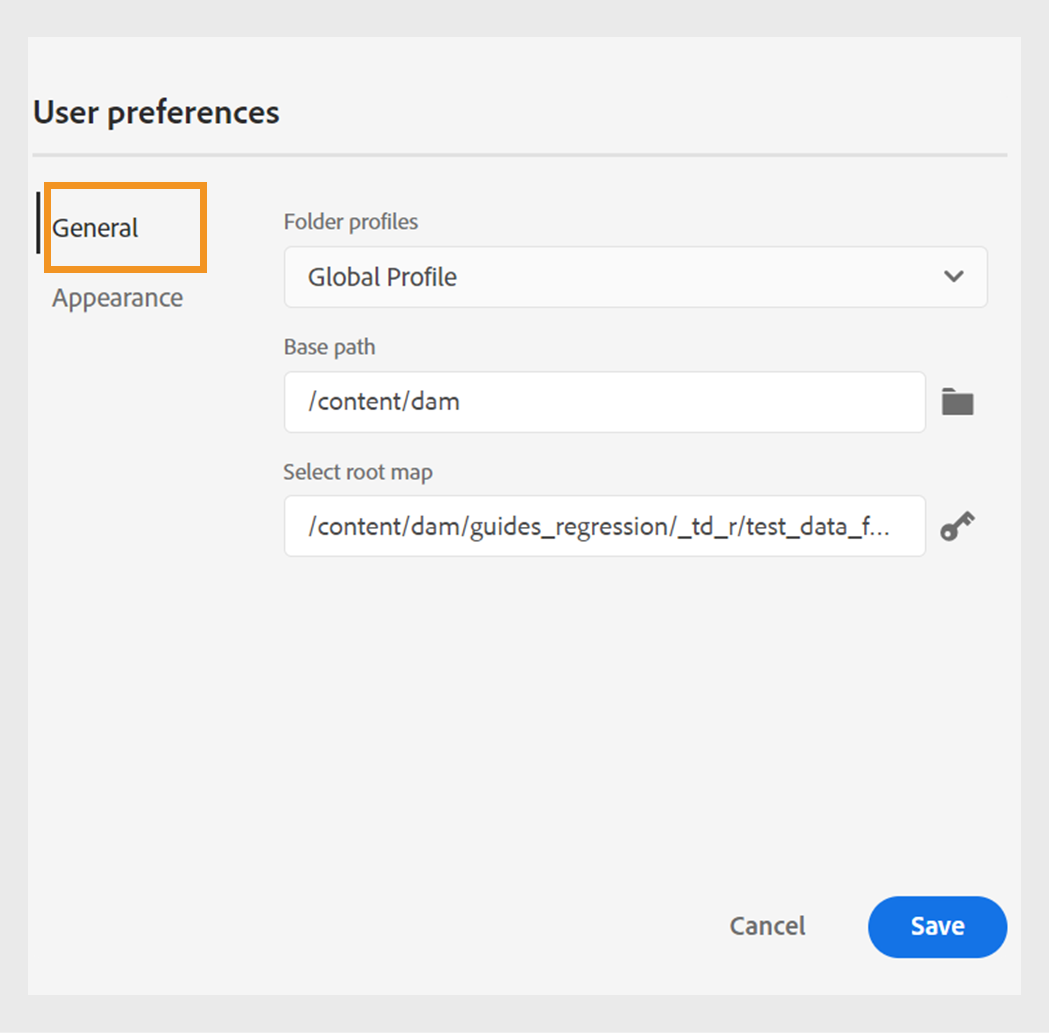 User preferences
General
Appearance
Folder profiles
Global Profile
Base path
/content/dam
Select root map
/content/dam/guides_regression/_td_r/test_data_f...
Cancel
Save